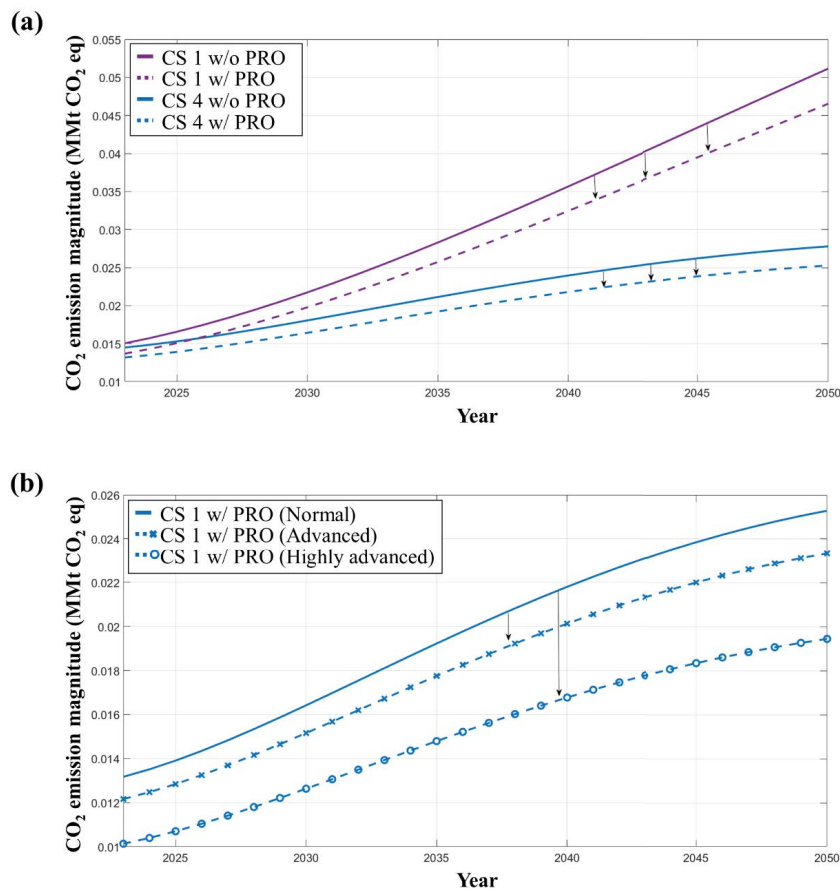 (a)
CO₂ emission magnitude (MMt CO₂ eq)
0.055
0.05
0.045
0.04
0.035
0.03
0.025
0.02
0.015
0.01
CS 1 w/o PRO
CS 1 w/ PRO
CS 4 w/o PRO
CS 4 w/ PRO
2025 2030 2035 2040 2045 2050
Year
(b)
CO₂ emission magnitude (MMt CO₂ eq)
0.026
0.024
0.022
0.02
0.018
0.016
0.014
0.012
0.01
CS 1 w/ PRO (Normal)
CS 1 w/ PRO (Advanced)
CS 1 w/ PRO (Highly advanced)
2025 2030 2035 2040 2045 2050
Year